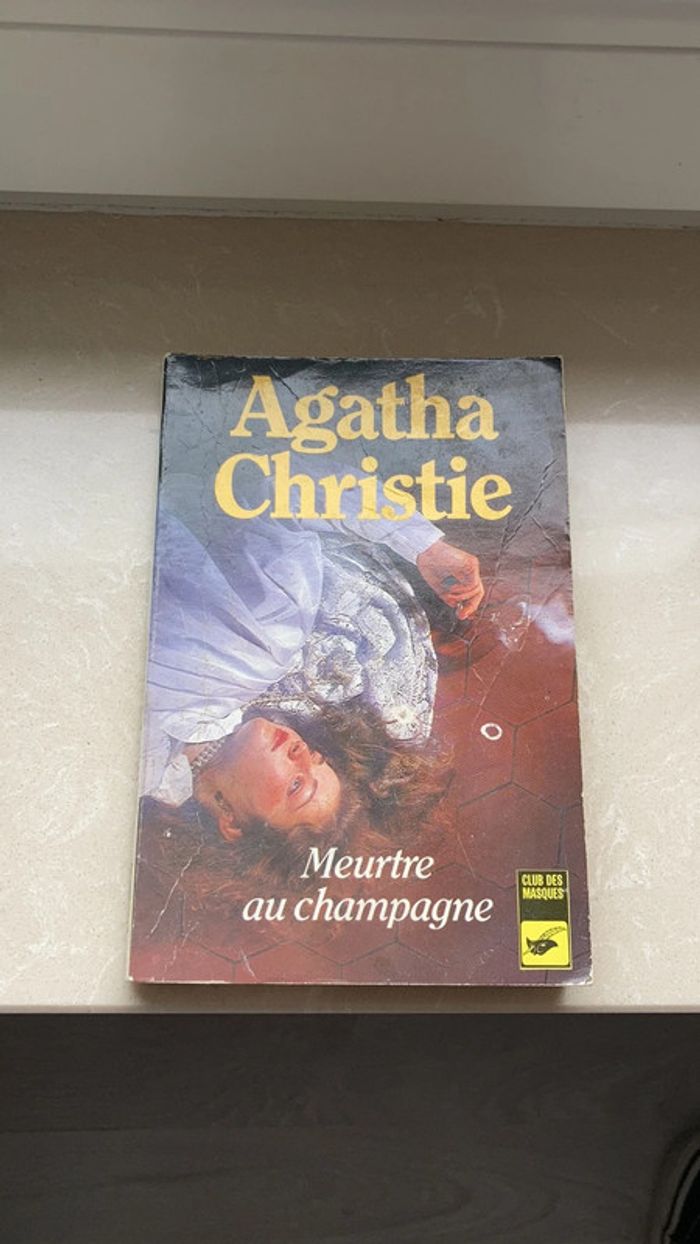 Agatha
Christie
Meurtre
au champagne
CLUB DES
MASQUES